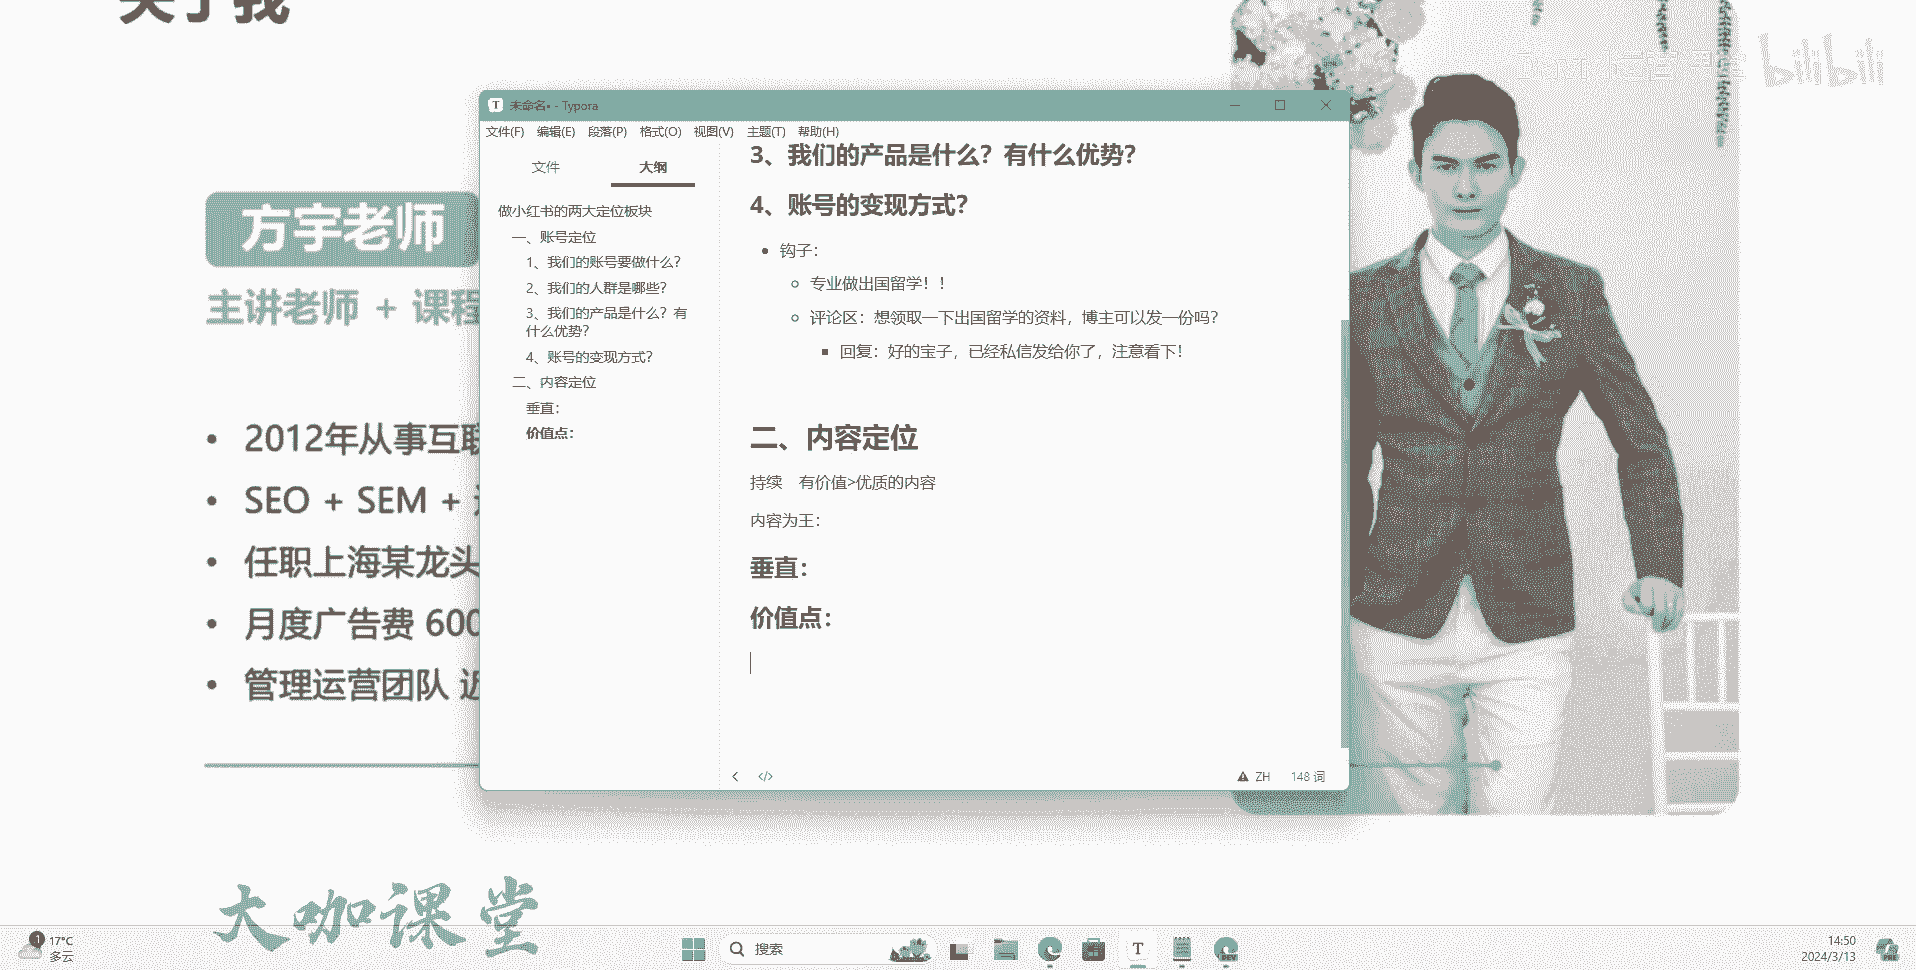 关于我
bilibili
方宇老师
主讲老师 + 课程
2012年从事互联
SEO + SEM +
任职上海某龙头
月度广告费 600
管理运营团队 近
未命名• - Typora
文件(F) 编辑(E) 段落(P) 格式(O) 视图(V) 主题(T) 帮助(H)
文件 大纲
做小红书的两大定位板块
一、账号定位
1、我们的账号要做什么?
2、我们的人群是哪些?
3、我们的产品是什么?有
什么优势?
4、账号的变现方式?
二、内容定位
垂直:
价值点:
3、我们的产品是什么?有什么优势?
4、账号的变现方式?
钩子:
专业做出国留学!!
评论区:想领取一下出国留学的资料,博主可以发一份吗?
回复:好的宝子,已经私信发给你了,注意看下!
二、内容定位
持续 有价值>优质的内容
内容为王:
垂直:
价值点:
ZH 148 词
大咖课堂
1
17°C
多云
搜索
T
DEV
14:50
2024/3/13
PRE